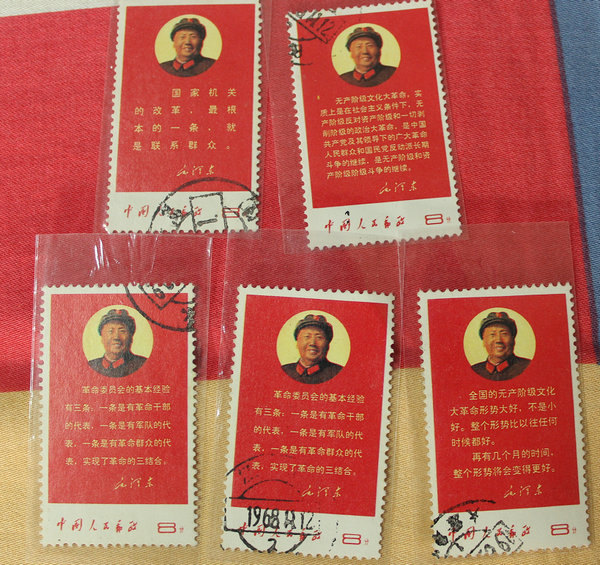 国家机关
的改革,最根
本的一条,就
是联系群众。
毛泽东
中国人民邮政 8分
无产阶级文化大革命,实
质上是在社会主义条件下,无
产阶级反对资产阶级和一切剥
削阶级的政治大革命,是中国
共产党及其领导下的广大革命
人民群众和国民党反动派长期
斗争的继续,是无产阶级和资
产阶级阶级斗争的继续。
毛泽东
中国人民邮政 8分
革命委员会的基本经验
有三条:一条是有革命干部
的代表,一条是有军队的代
表,一条是有革命群众的代
表,实现了革命的三结合。
毛泽东
中国人民邮政 8分
革命委员会的基本经验
有三条:一条是有革命干部
的代表,一条是有军队的代
表,一条是有革命群众的代
表,实现了革命的三结合。
毛泽东
中国人民邮政 8分
1968
12
2
全国的无产阶级文化
大革命形势大好,不是小
好。整个形势比以往任何
时候都好。
再有几个月的时间,
整个形势将会变得更好。
毛泽东
中国人民邮政 8分